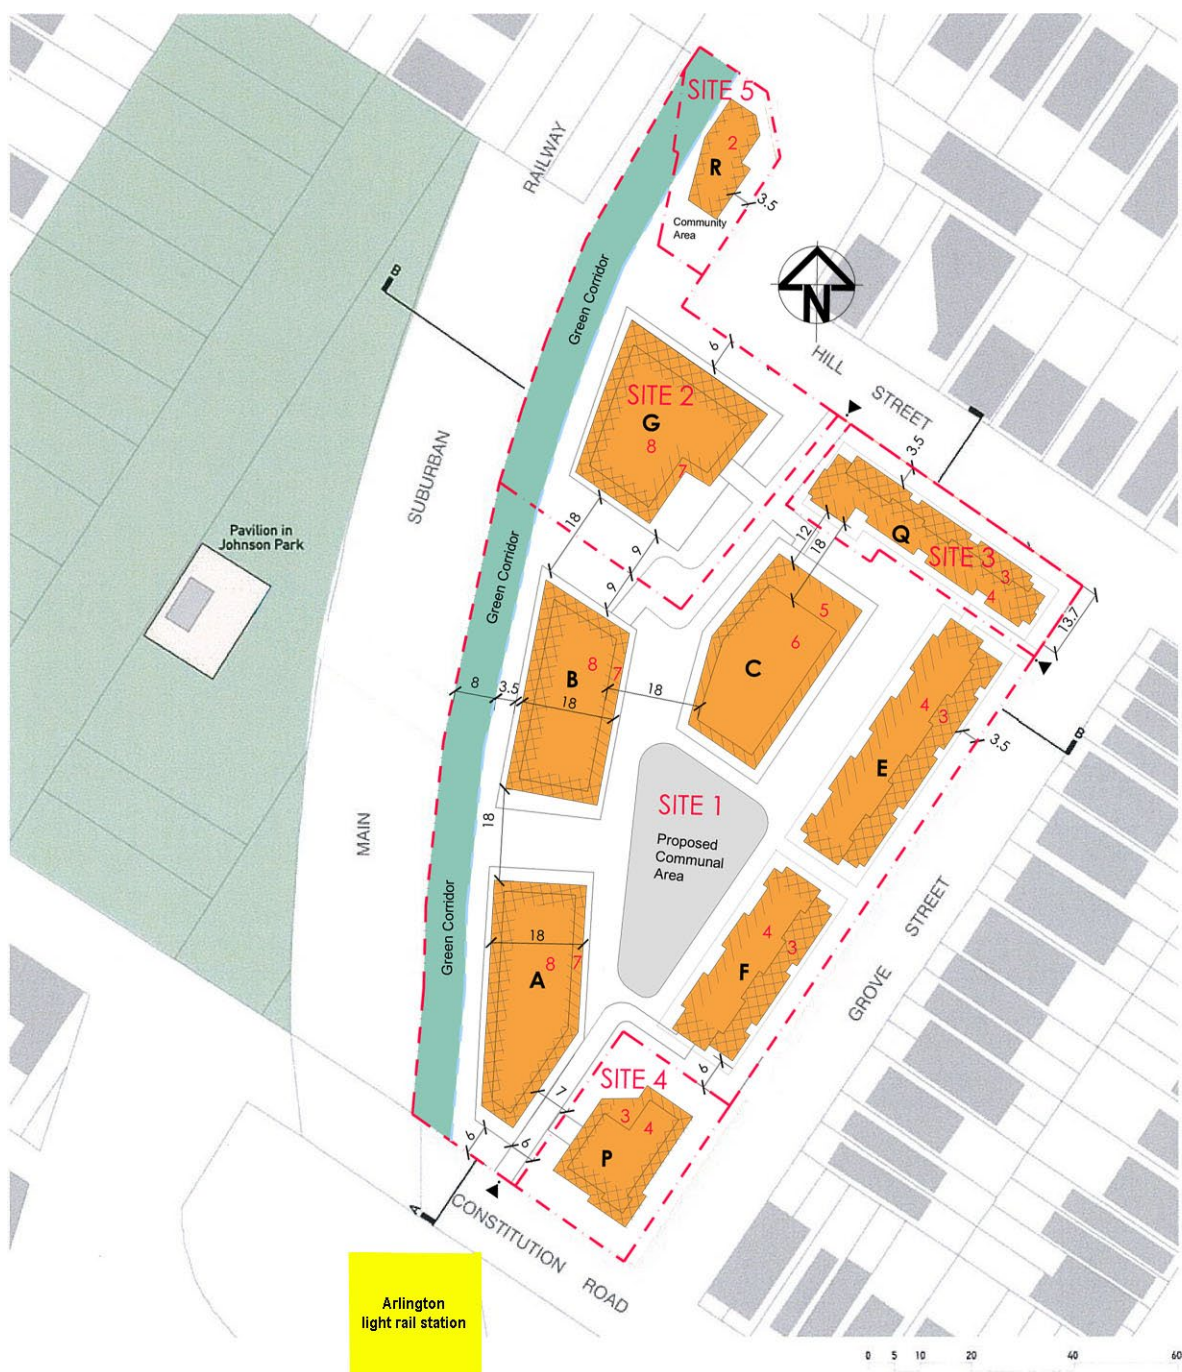 SITE 5
2
R
3.5
Community
Area
RAILWAY
B
Green Corridor
N
6
HILL STREET
SITE 2
G
8
7
3.5
SUBURBAN
Pavilion in
Johnson Park
18
9
9
12
18
Q
SITE 3
3
4
13.7
Green Corridor
5
6
C
8
7
B
8
3.5
18
18
4
3
E
3.5
B
18
SITE 1
Proposed
Communal
Area
MAIN
Green Corridor
18
8
7
A
4
3
F
GROVE STREET
6
SITE 4
7
3
4
P
6
6
A
CONSTITUTION ROAD
Arlington
light rail station
0 5 10 20 40 60